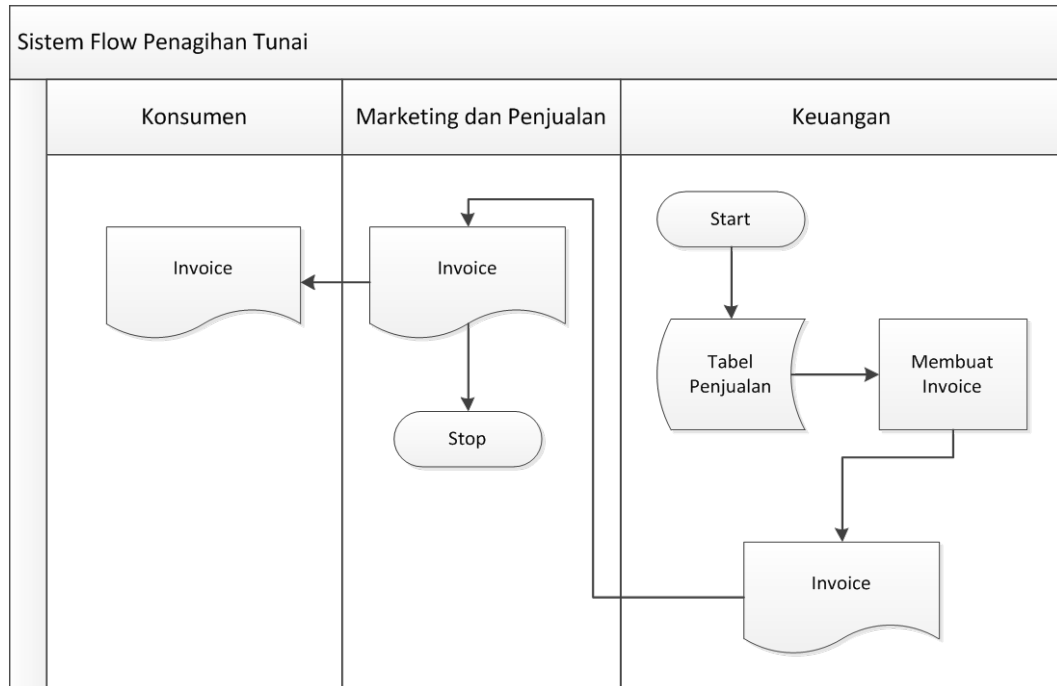 Sistem Flow Penagihan Tunai
Konsumen
Marketing dan Penjualan
Keuangan
Start
Invoice
Invoice
Tabel
Penjualan
Membuat
Invoice
Stop
Invoice